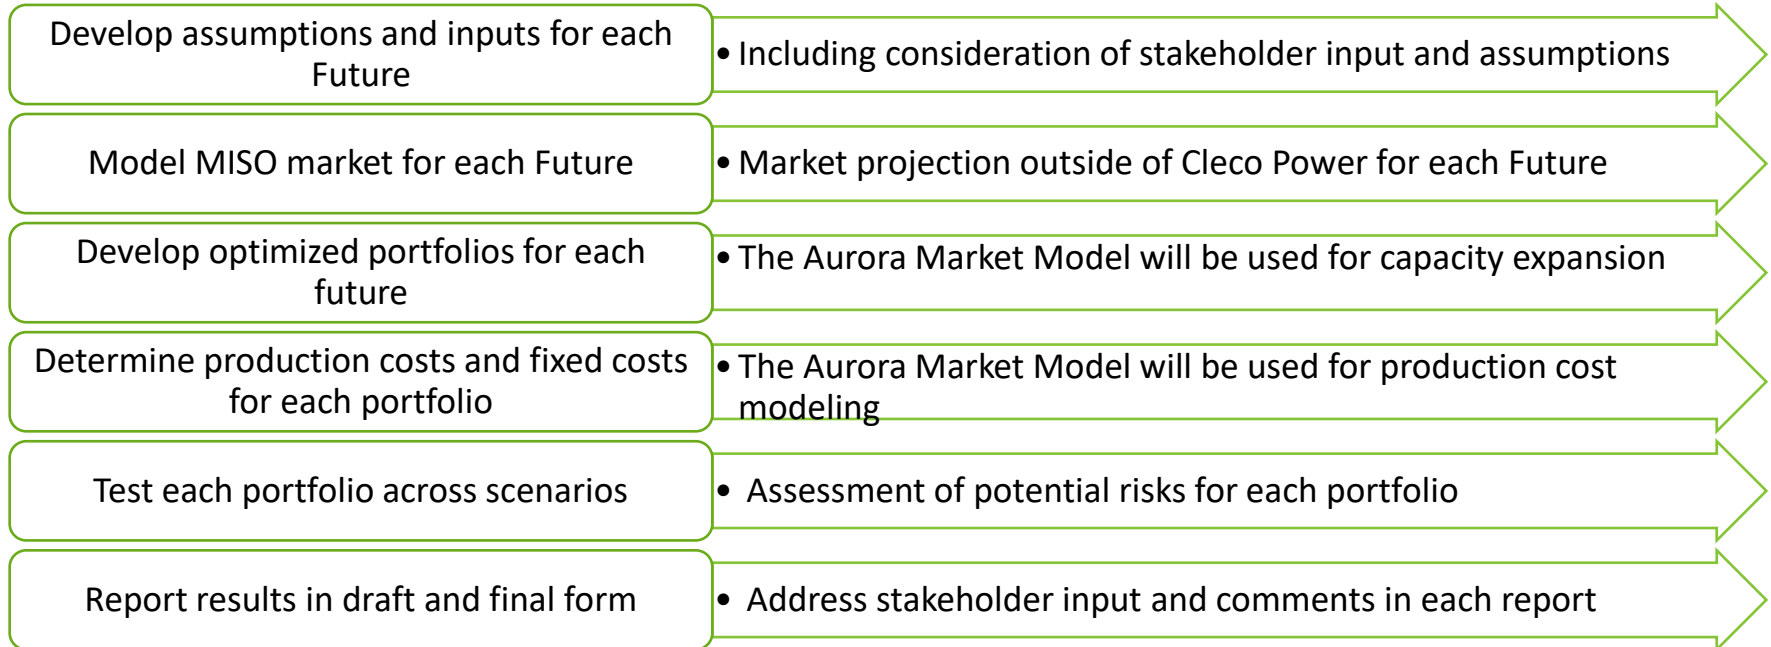 Develop assumptions and inputs for each
Future
• Including consideration of stakeholder input and assumptions
Model MISO market for each Future
• Market projection outside of Cleco Power for each Future
Develop optimized portfolios for each
future
• The Aurora Market Model will be used for capacity expansion
Determine production costs and fixed costs
for each portfolio
• The Aurora Market Model will be used for production cost
modeling
Test each portfolio across scenarios
• Assessment of potential risks for each portfolio
Report results in draft and final form
• Address stakeholder input and comments in each report